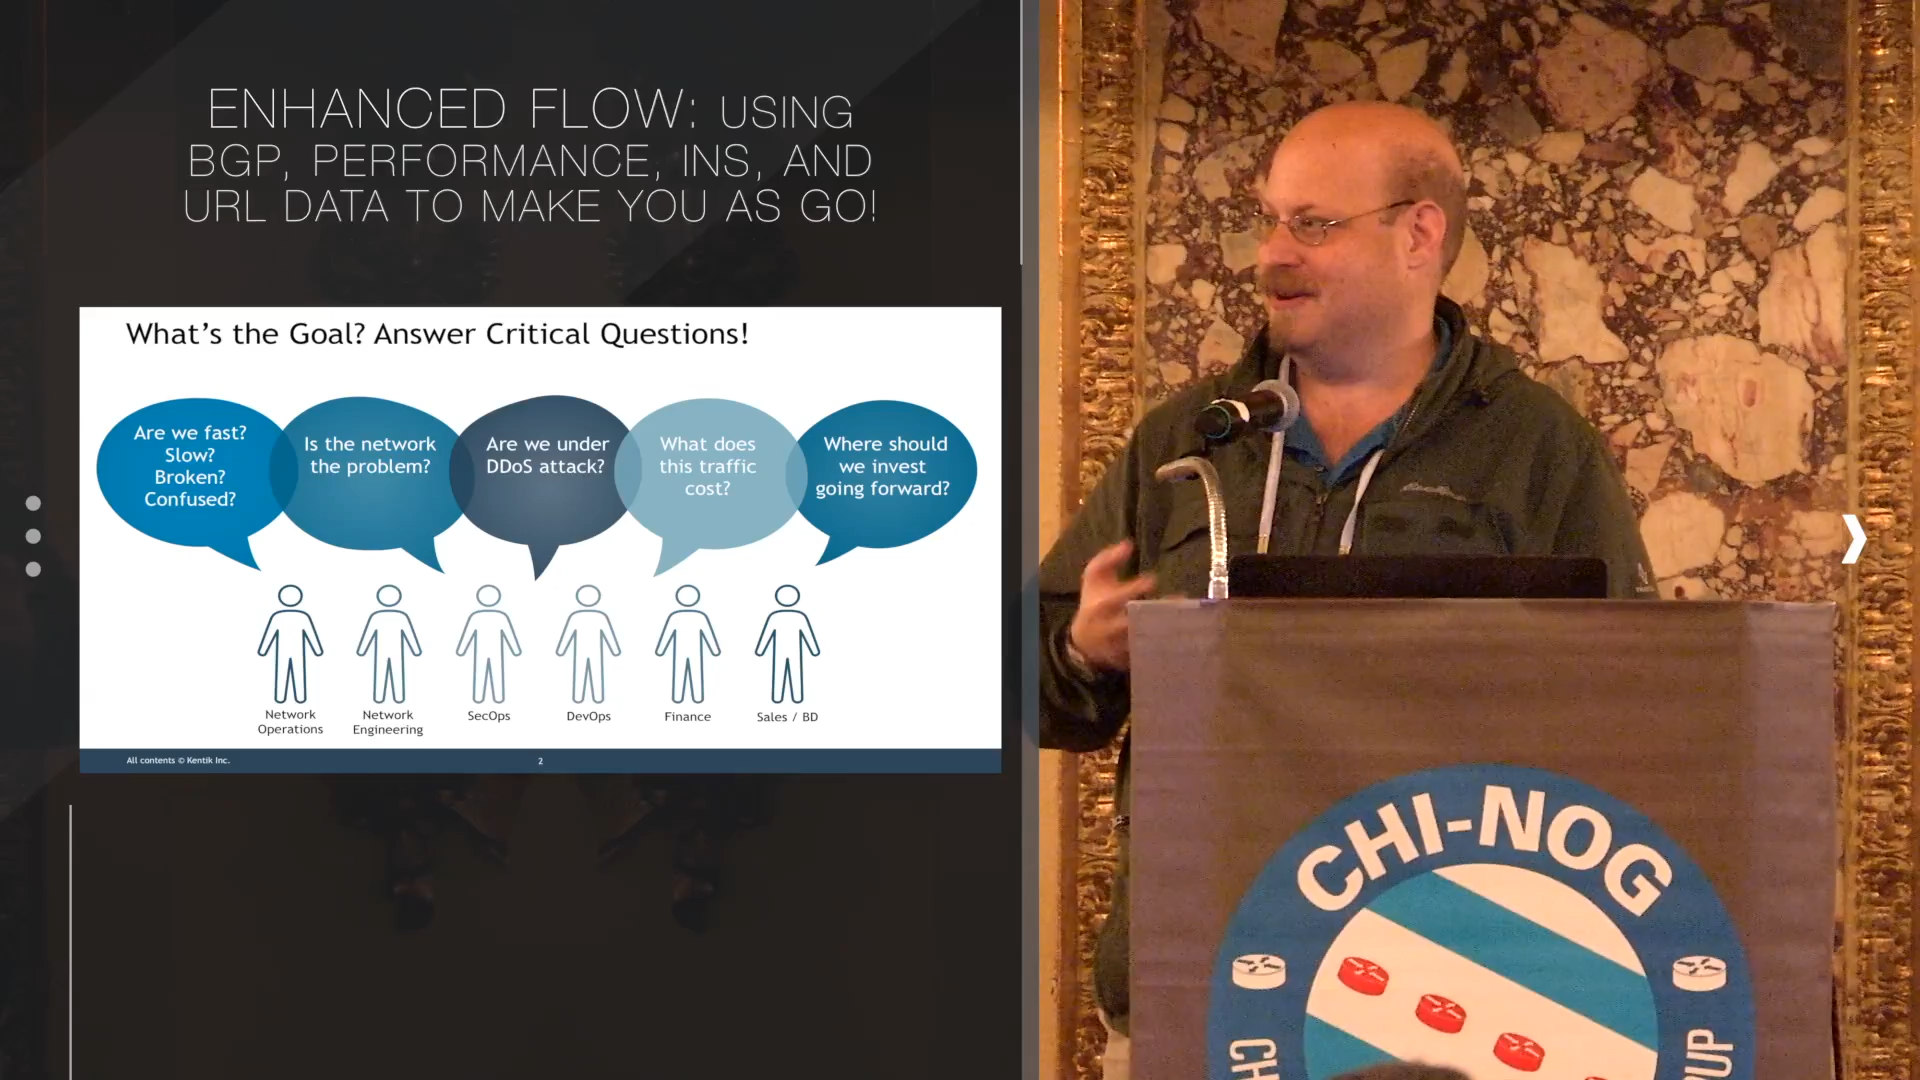 ENHANCED FLOW: USING
BGP, PERFORMANCE, INS, AND
URL DATA TO MAKE YOU AS GO!
What's the Goal? Answer Critical Questions!
Are we fast?
Slow?
Broken?
Confused?
Is the network
the problem?
Are we under
DDoS attack?
What does
this traffic
cost?
Where should
we invest
going forward?
Network
Operations
Network
Engineering
SecOps
DevOps
Finance
Sales / BD
All contents © Kentik Inc.
2
CHI-NOG